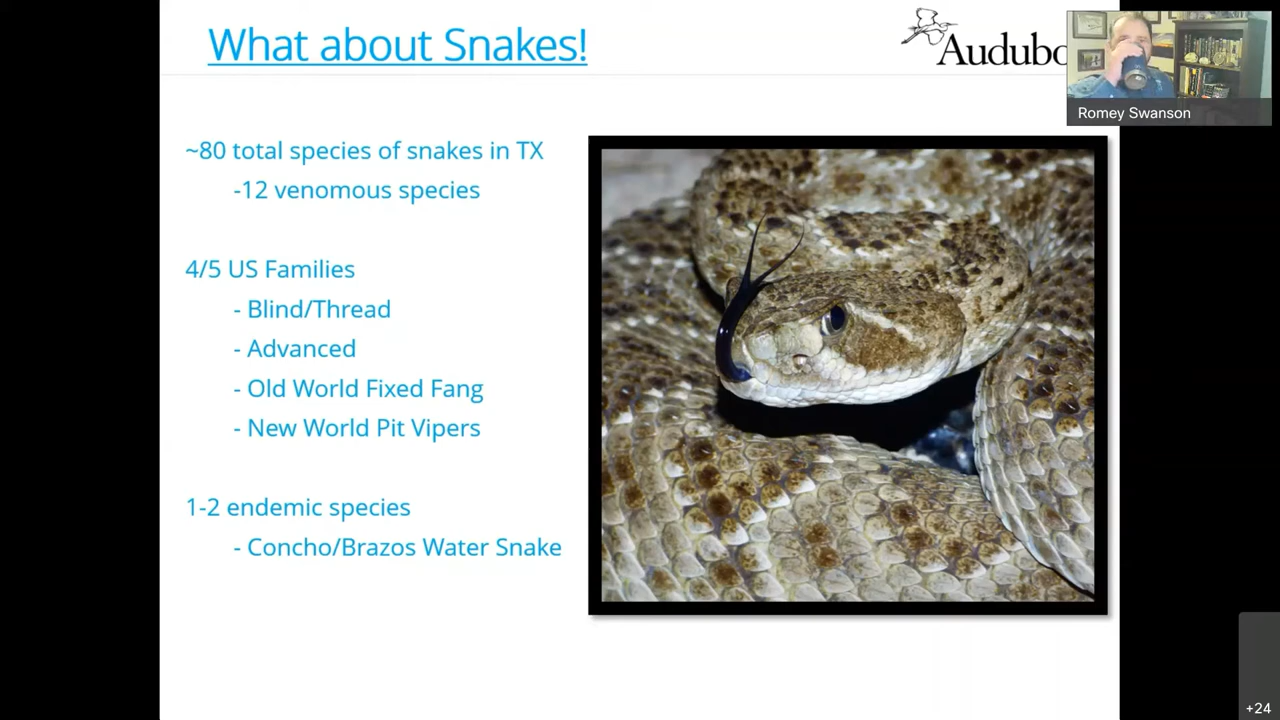 What about Snakes!
Audubo
Romey Swanson
~80 total species of snakes in TX
-12 venomous species
4/5 US Families
- Blind/Thread
- Advanced
- Old World Fixed Fang
- New World Pit Vipers
1-2 endemic species
- Concho/Brazos Water Snake
+24